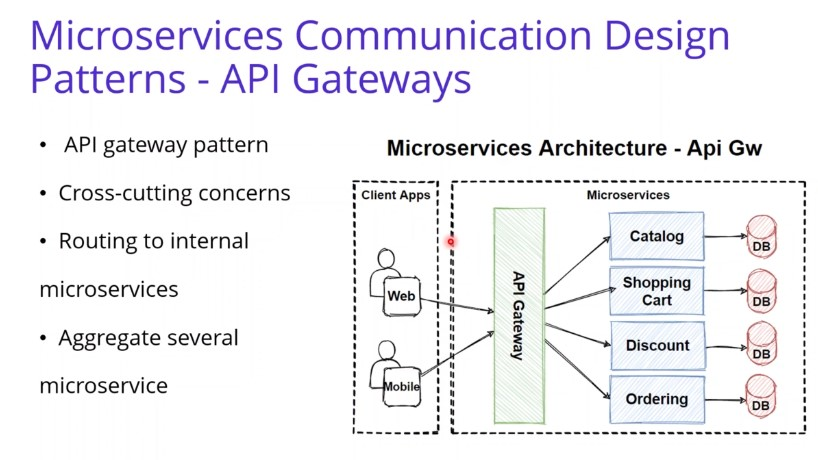 Microservices Communication Design
Patterns - API Gateways
• API gateway pattern
• Cross-cutting concerns
• Routing to internal
microservices
• Aggregate several
microservice
Microservices Architecture - Api Gw
Client Apps
Microservices
Web
Mobile
API Gateway
Catalog
DB
Shopping
Cart
DB
Discount
DB
Ordering
DB